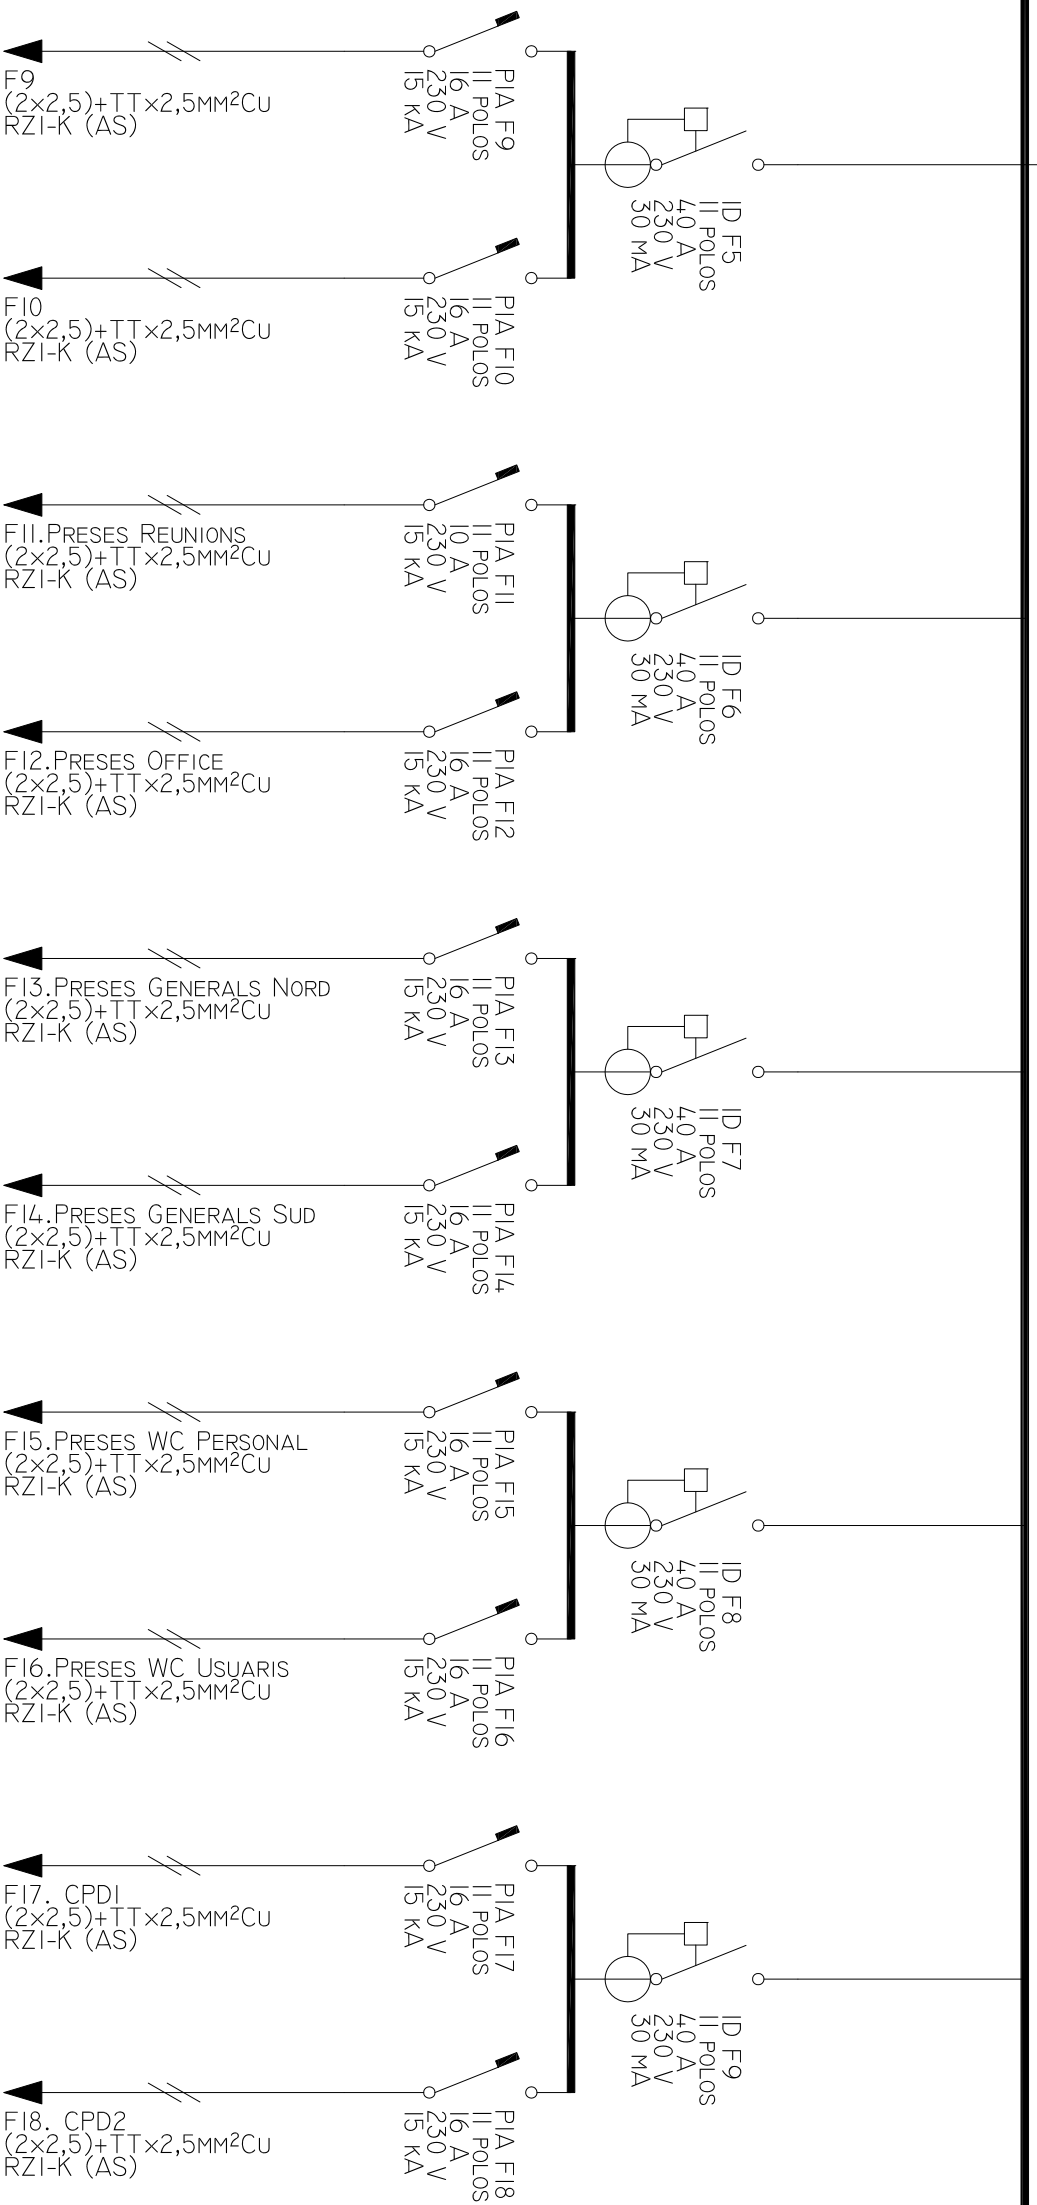 F9
(2x2,5)+TTx2,5MM²CU
RZ1-K (AS)
PIA F9
II POLOS
16 A
230 V
15 KA
ID F5
II POLOS
40 A
230 V
30 MA
F10
(2x2,5)+TTx2,5MM²CU
RZ1-K (AS)
PIA F10
II POLOS
16 A
230 V
15 KA
F11.PRESES REUNIONS
(2x2,5)+TTx2,5MM²CU
RZ1-K (AS)
PIA F11
II POLOS
10 A
230 V
15 KA
ID F6
II POLOS
40 A
230 V
30 MA
F12.PRESES OFFICE
(2x2,5)+TTx2,5MM²CU
RZ1-K (AS)
PIA F12
II POLOS
16 A
230 V
15 KA
F13.PRESES GENERALS NORD
(2x2,5)+TTx2,5MM²CU
RZ1-K (AS)
PIA F13
II POLOS
16 A
230 V
15 KA
ID F7
II POLOS
40 A
230 V
30 MA
F14.PRESES GENERALS SUD
(2x2,5)+TTx2,5MM²CU
RZ1-K (AS)
PIA F14
II POLOS
16 A
230 V
15 KA
F15.PRESES WC PERSONAL
(2x2,5)+TTx2,5MM²CU
RZ1-K (AS)
PIA F15
II POLOS
16 A
230 V
15 KA
ID F8
II POLOS
40 A
230 V
30 MA
F16.PRESES WC USUARIS
(2x2,5)+TTx2,5MM²CU
RZ1-K (AS)
PIA F16
II POLOS
16 A
230 V
15 KA
F17. CPD1
(2x2,5)+TTx2,5MM²CU
RZ1-K (AS)
PIA F17
II POLOS
16 A
230 V
15 KA
ID F9
II POLOS
40 A
230 V
30 MA
F18. CPD2
(2x2,5)+TTx2,5MM²CU
RZ1-K (AS)
PIA F18
II POLOS
16 A
230 V
15 KA